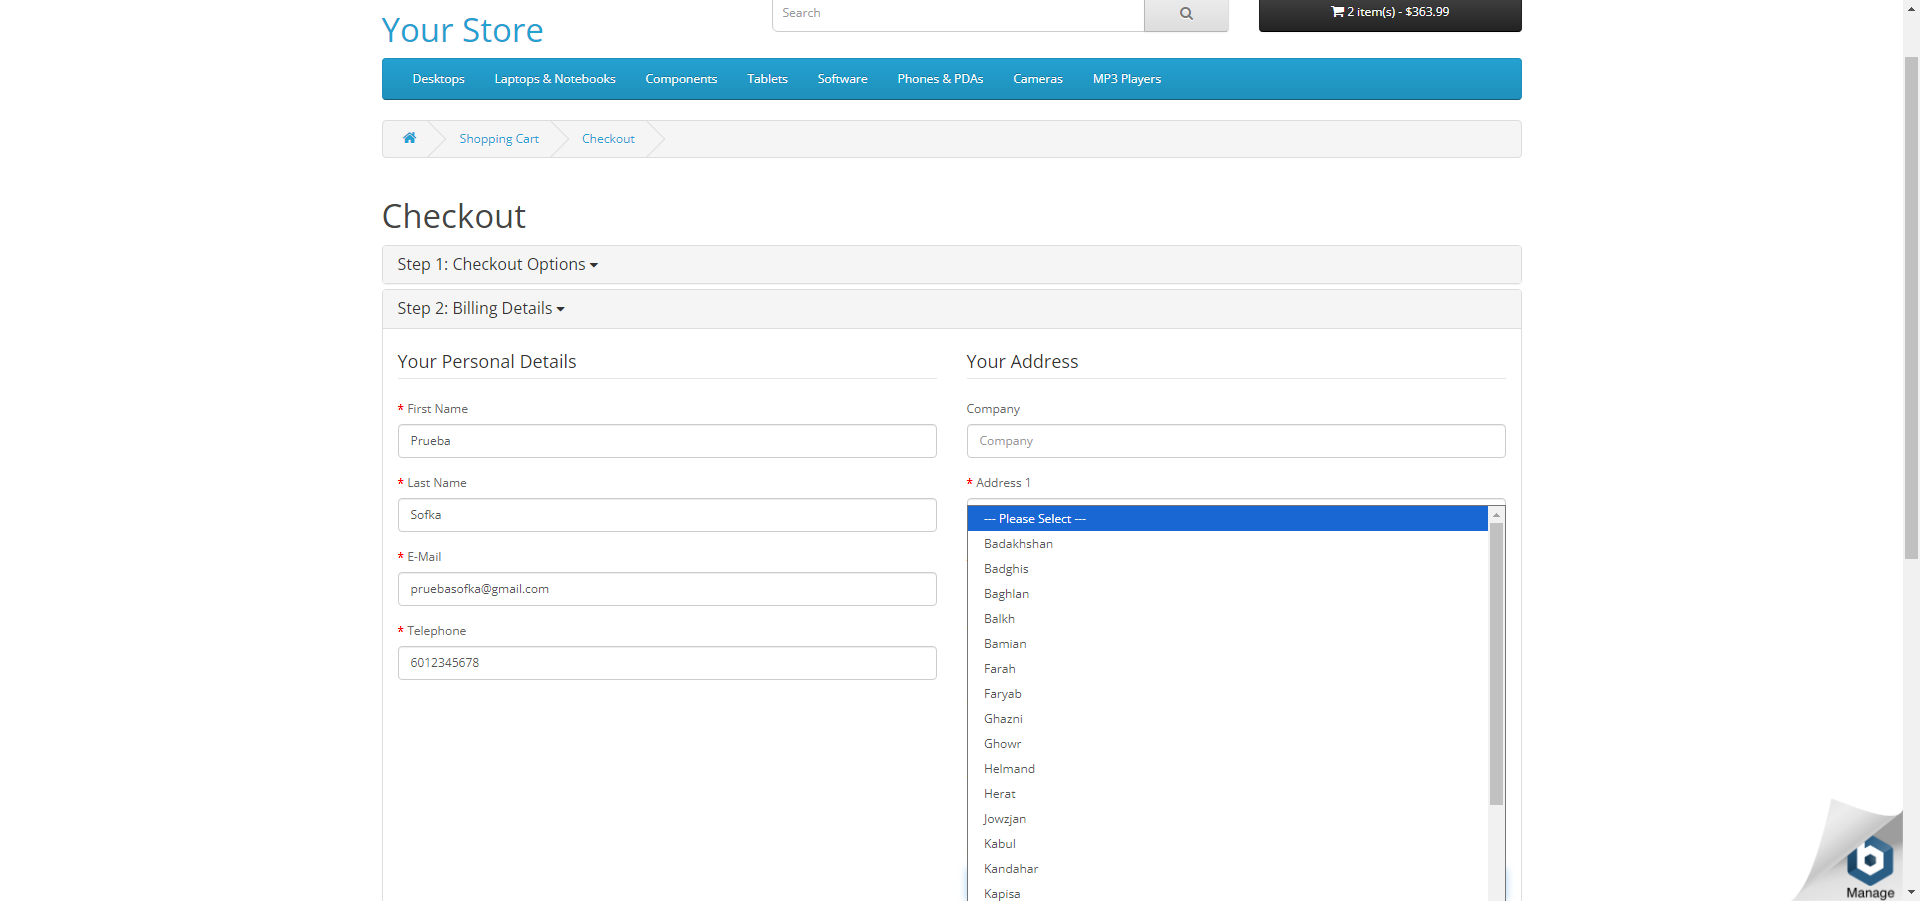 Your Store
Search
2 item(s) - $363.99
Desktops
Laptops & Notebooks
Components
Tablets
Software
Phones & PDAs
Cameras
MP3 Players
Shopping Cart
Checkout
Checkout
Step 1: Checkout Options
Step 2: Billing Details
Your Personal Details
* First Name
Prueba
* Last Name
Sofka
* E-Mail
pruebasofka@gmail.com
* Telephone
6012345678
Your Address
Company
Company
* Address 1
--- Please Select ---
Badakhshan
Badghis
Baghlan
Balkh
Bamian
Farah
Faryab
Ghazni
Ghowr
Helmand
Herat
Jowzjan
Kabul
Kandahar
Kapisa
b
Manage